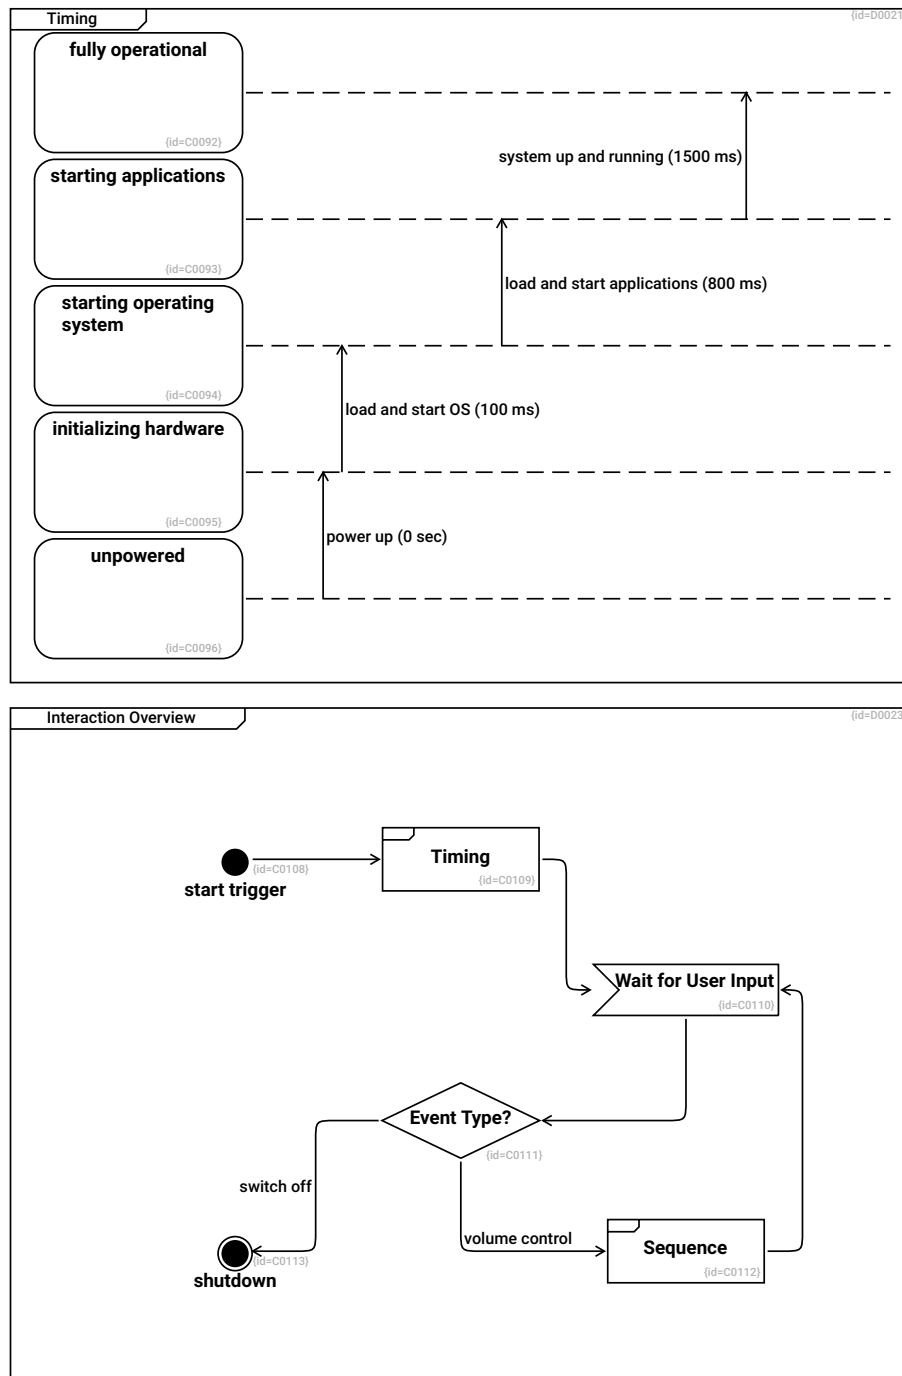 Timing
{id=D0021
fully operational
{id=C0092}
system up and running (1500 ms)
starting applications
{id=C0093}
load and start applications (800 ms)
starting operating
system
{id=C0094}
load and start OS (100 ms)
initializing hardware
{id=C0095}
power up (0 sec)
unpowered
{id=C0096}
Interaction Overview
{id=D0023
{id=C0108}
start trigger
Timing
{id=C0109}
Wait for User Input
{id=C0110}
Event Type?
{id=C0111}
switch off
volume control
Sequence
{id=C0112}
{id=C0113}
shutdown